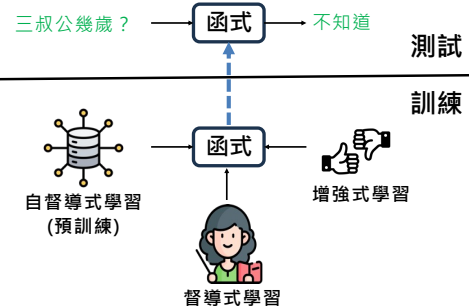 三叔公幾歲？
函式
不知道
測試
訓練
函式
自督導式學習
(預訓練)
增強式學習
督導式學習